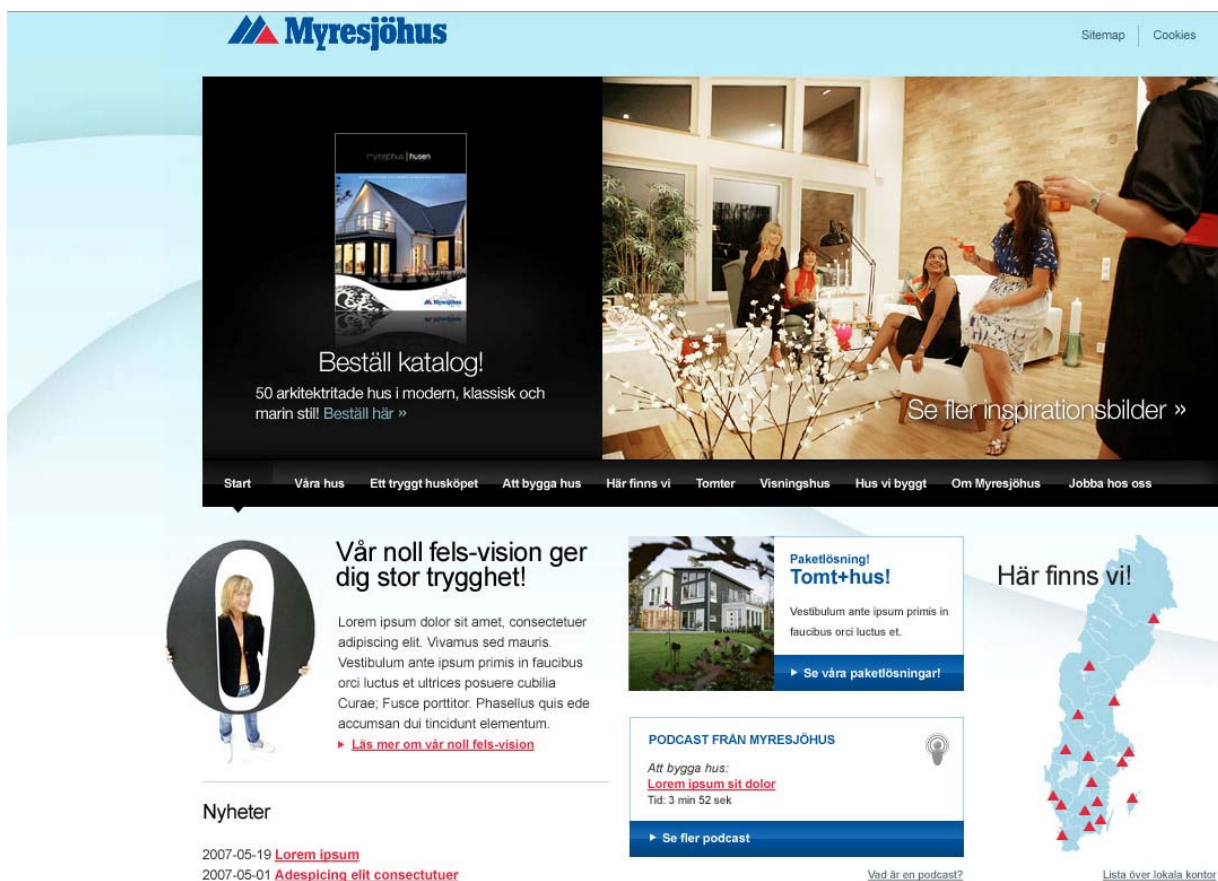 Myresjöhus
Sitemap
Cookies
myresjöhus | husen
Myresjöhus
Beställ katalog!
50 arkitektritade hus i modern, klassisk och
marin stil! Beställ här »
Se fler inspirationsbilder »
Start Våra hus Ett tryggt husköpet Att bygga hus Här finns vi Tomter Visningshus Hus vi byggt Om Myresjöhus Jobba hos oss
Vår noll fels-vision ger
dig stor trygghet!
Lorem ipsum dolor sit amet, consectetuer
adipiscing elit. Vivamus sed mauris.
Vestibulum ante ipsum primis in faucibus
orci luctus et ultrices posuere cubilia
Curae; Fusce porttitor. Phasellus quis ede
accumsan dui tincidunt elementum.
Läs mer om vår noll fels-vision
Nyheter
2007-05-19 Lorem ipsum
2007-05-01 Adespicing elit consectutuer
Paketlösning!
Tomt+hus!
Vestibulum ante ipsum primis in
faucibus orci luctus et.
Se våra paketlösningar!
PODCAST FRÅN MYRESJÖHUS
Att bygga hus:
Lorem ipsum sit dolor
Tid: 3 min 52 sek
Se fler podcast
Vad är en podcast?
Här finns vi!
Lista över lokala kontor